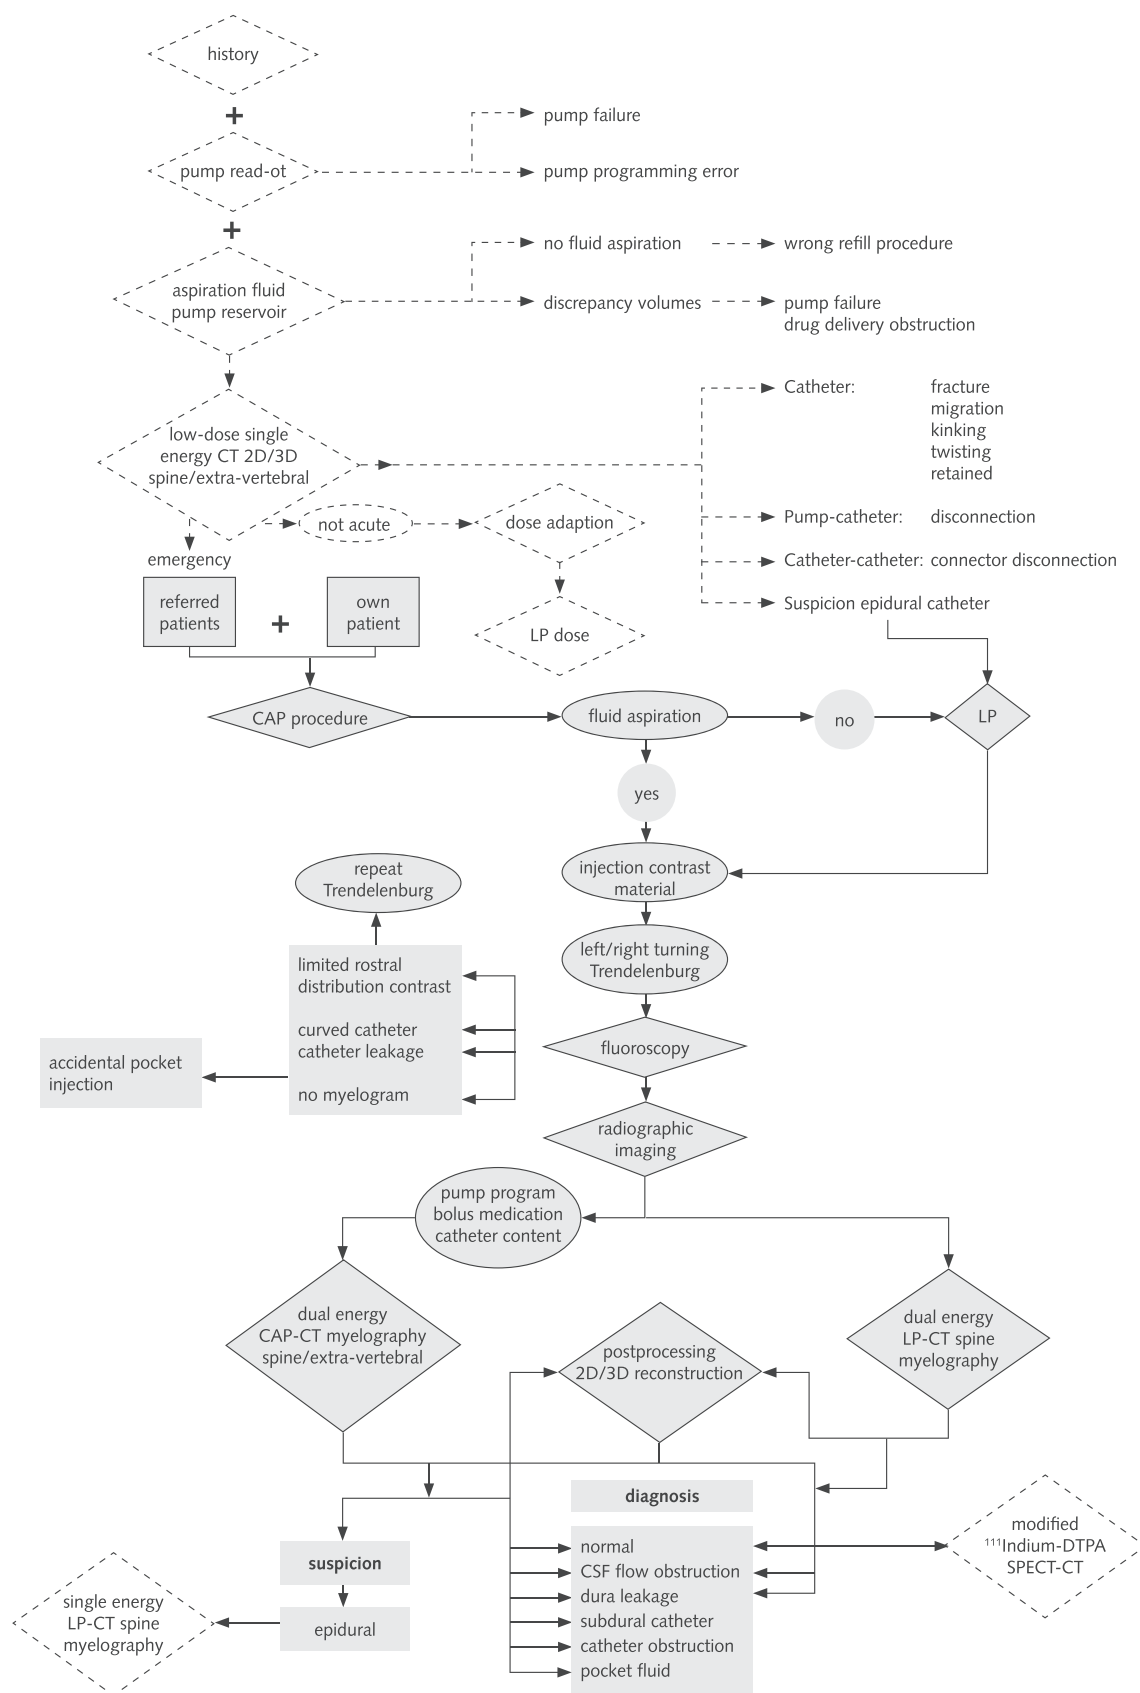 history
+
pump failure
pump read-ot
pump programming error
+
no fluid aspiration
wrong refill procedure
aspiration fluid
pump reservoir
discrepancy volumes
pump failure
drug delivery obstruction
low-dose single
energy CT 2D/3D
spine/extra-vertebral
Catheter:
fracture
migration
kinking
twisting
retained
not acute
dose adaption
Pump-catheter:
disconnection
emergency
Catheter-catheter: connector disconnection
referred
patients
+
own
patient
LP dose
Suspicion epidural catheter
CAP procedure
fluid aspiration
no
LP
yes
injection contrast
material
repeat
Trendelenburg
left/right turning
Trendelenburg
limited rostral
distribution contrast
curved catheter
catheter leakage
no myelogram
accidental pocket
injection
fluoroscopy
radiographic
imaging
pump program
bolus medication
catheter content
dual energy
CAP-CT myelography
spine/extra-vertebral
postprocessing
2D/3D reconstruction
dual energy
LP-CT spine
myelography
diagnosis
normal
CSF flow obstruction
dura leakage
subdural catheter
catheter obstruction
pocket fluid
modified
¹¹¹Indium-DTPA
SPECT-CT
suspicion
epidural
single energy
LP-CT spine
myelography